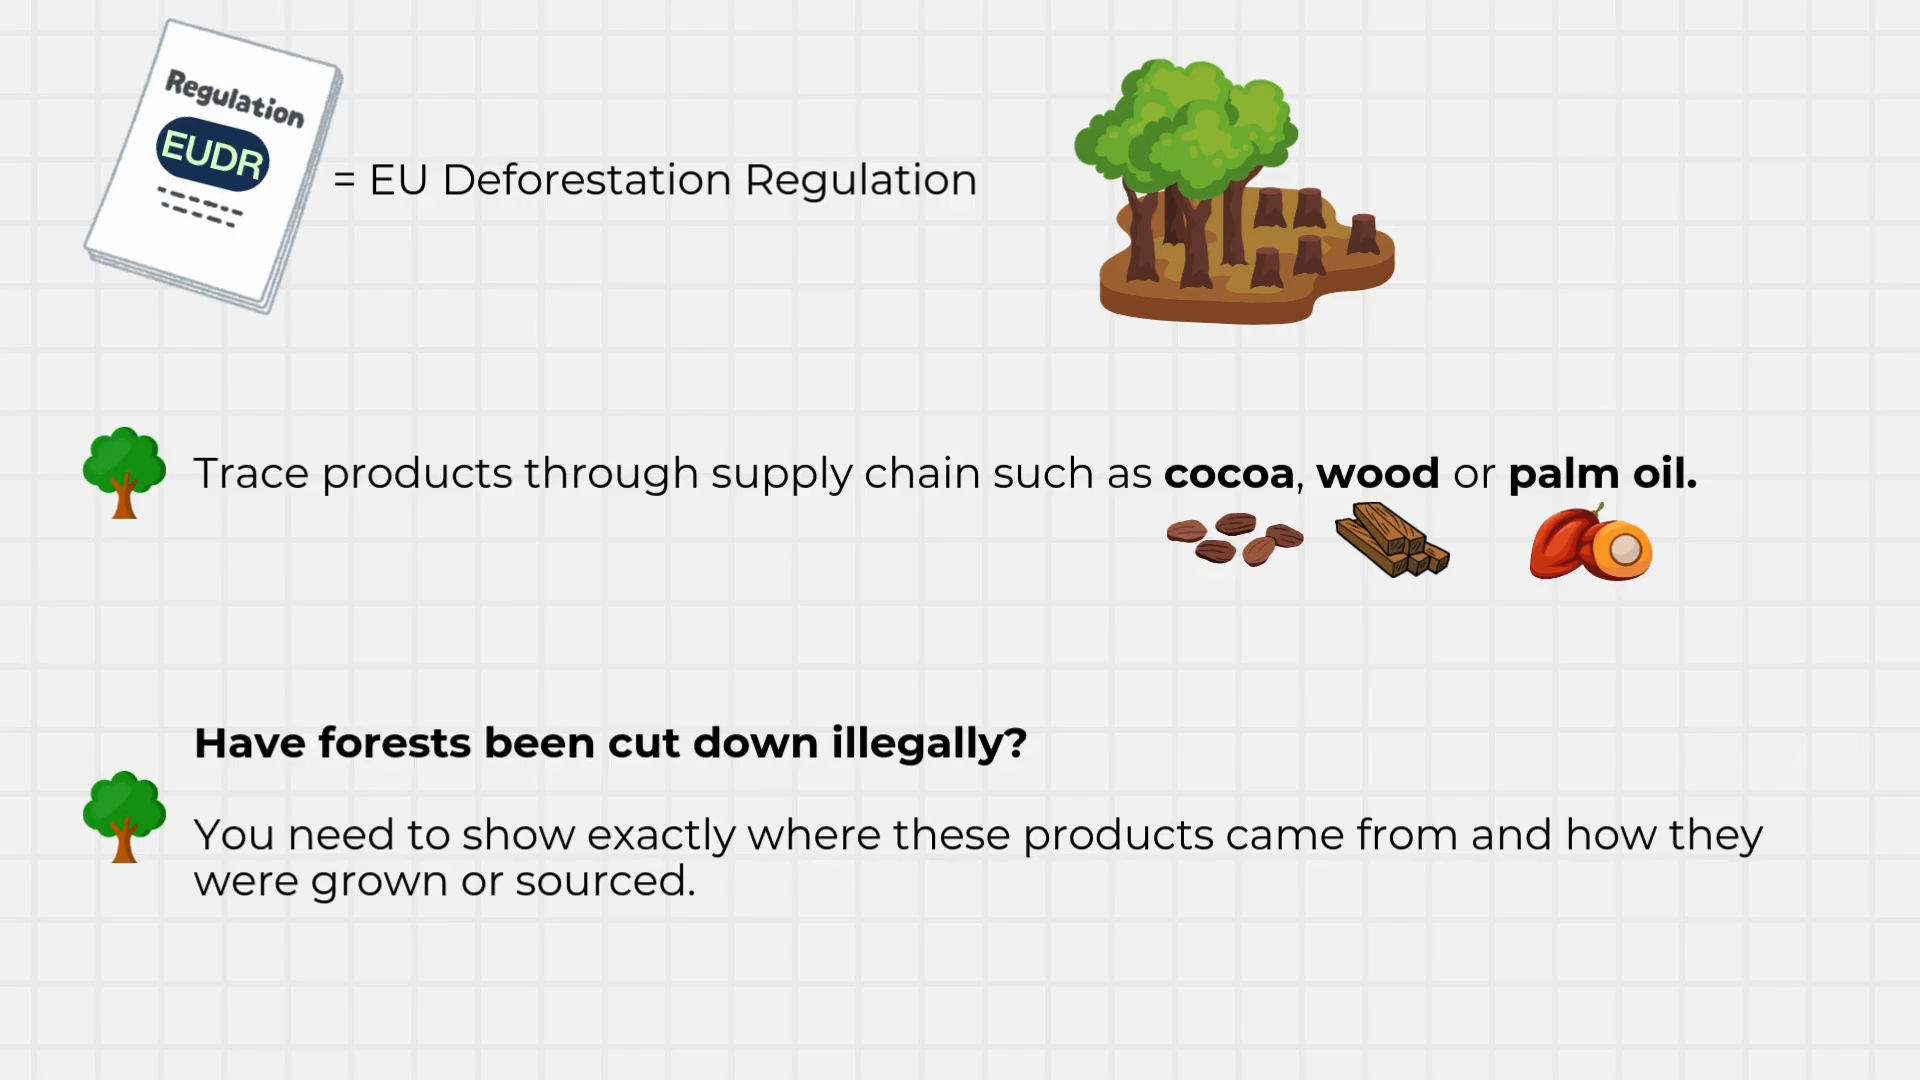 Regulation
EUDR
= EU Deforestation Regulation
Trace products through supply chain such as cocoa, wood or palm oil.
Have forests been cut down illegally?
You need to show exactly where these products came from and how they
were grown or sourced.